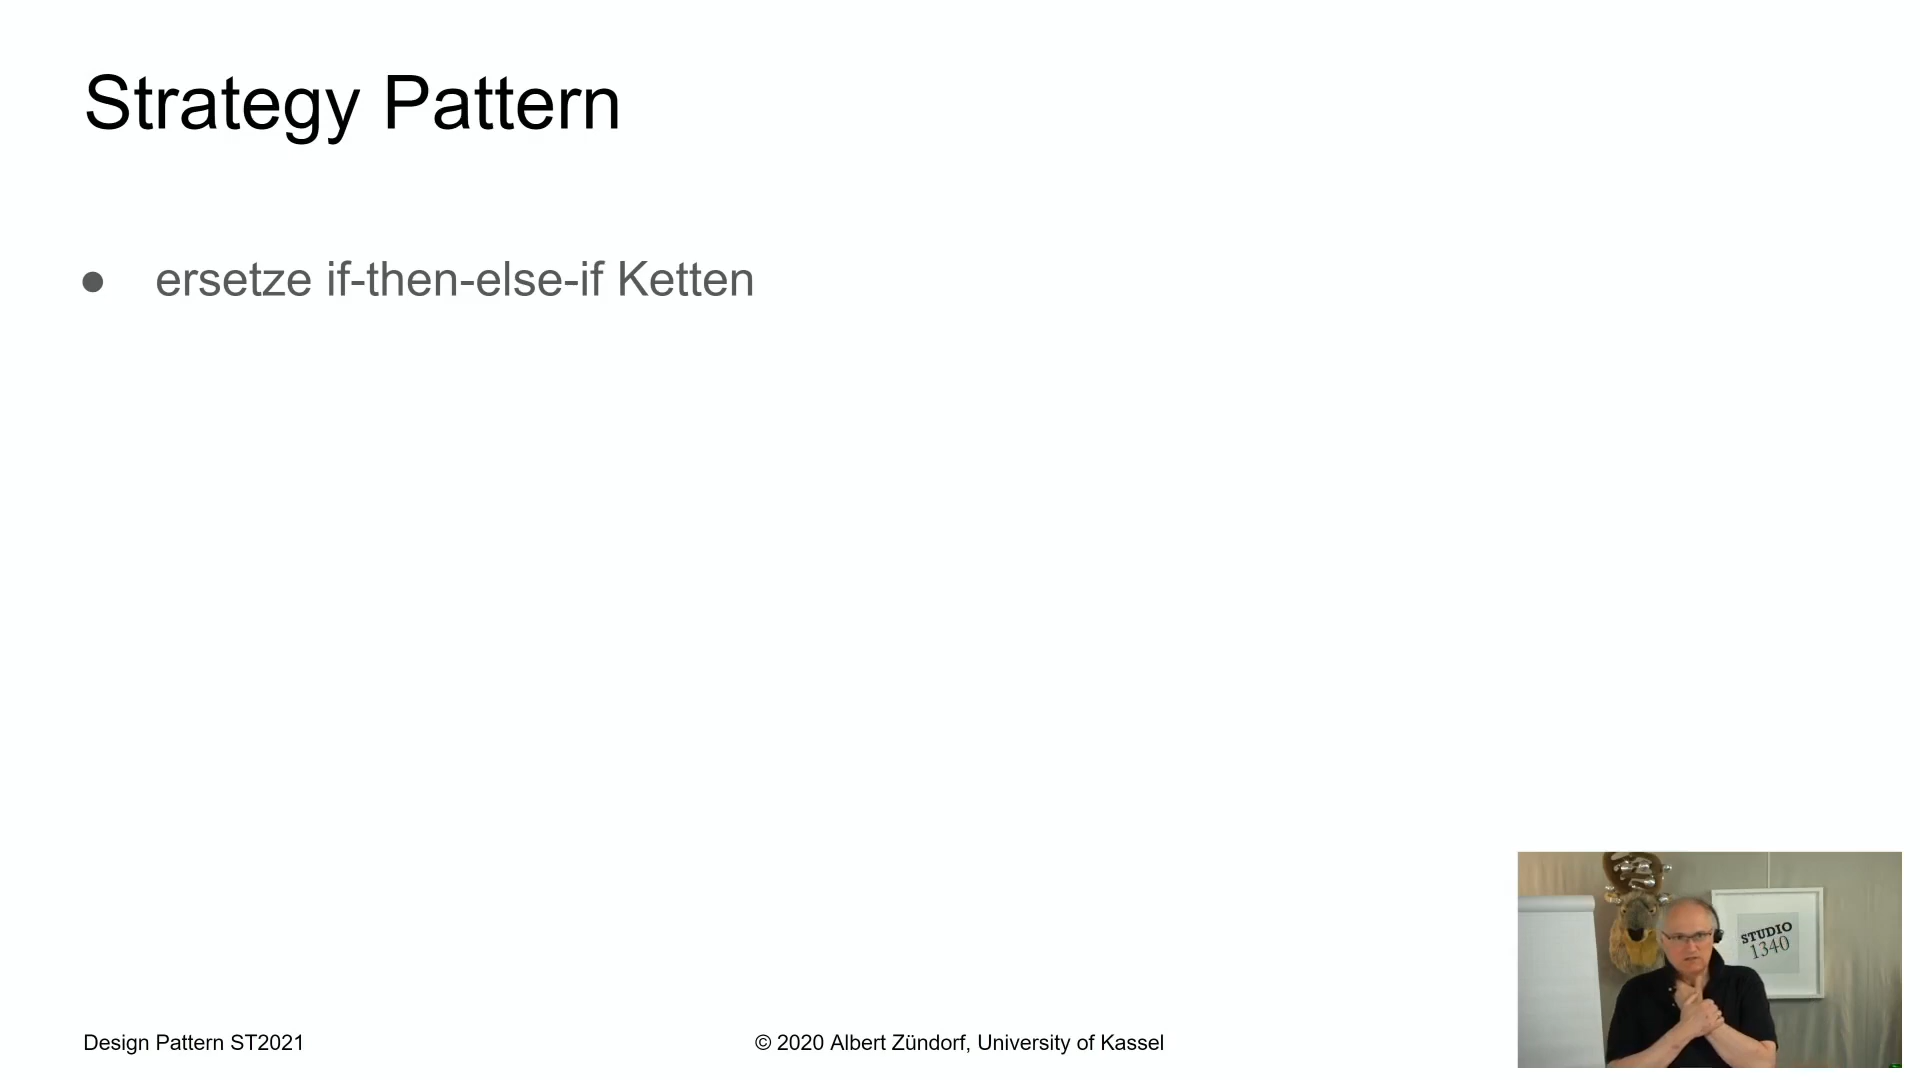 Strategy Pattern
● ersetze if-then-else-if Ketten
STUDIO
1340
Design Pattern ST2021
© 2020 Albert Zündorf, University of Kassel